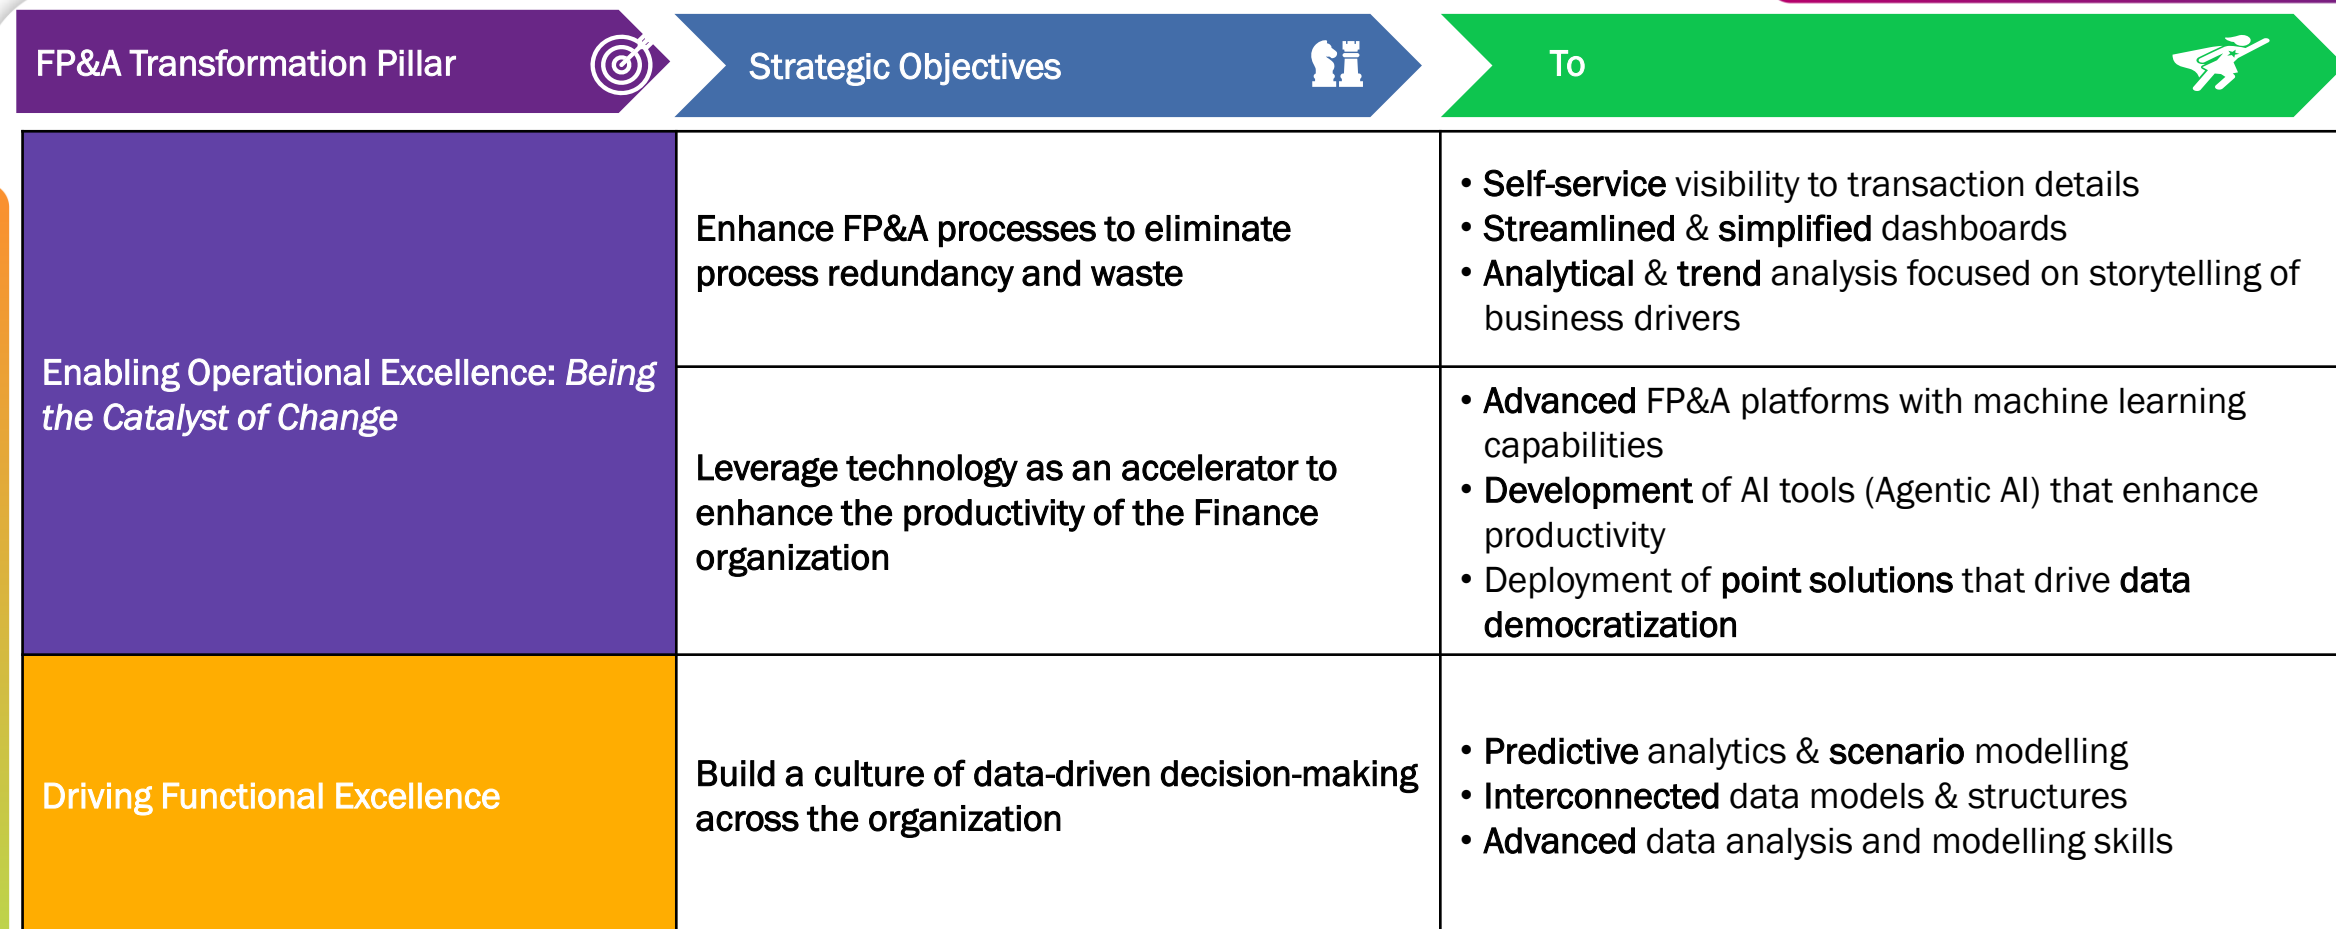 FP&A Transformation Pillar
Strategic Objectives
To
Enabling Operational Excellence: Being
the Catalyst of Change
Enhance FP&A processes to eliminate
process redundancy and waste
• Self-service visibility to transaction details
• Streamlined & simplified dashboards
• Analytical & trend analysis focused on storytelling of
business drivers
Leverage technology as an accelerator to
enhance the productivity of the Finance
organization
• Advanced FP&A platforms with machine learning
capabilities
• Development of AI tools (Agentic AI) that enhance
productivity
• Deployment of point solutions that drive data
democratization
Driving Functional Excellence
Build a culture of data-driven decision-making
across the organization
• Predictive analytics & scenario modelling
• Interconnected data models & structures
• Advanced data analysis and modelling skills